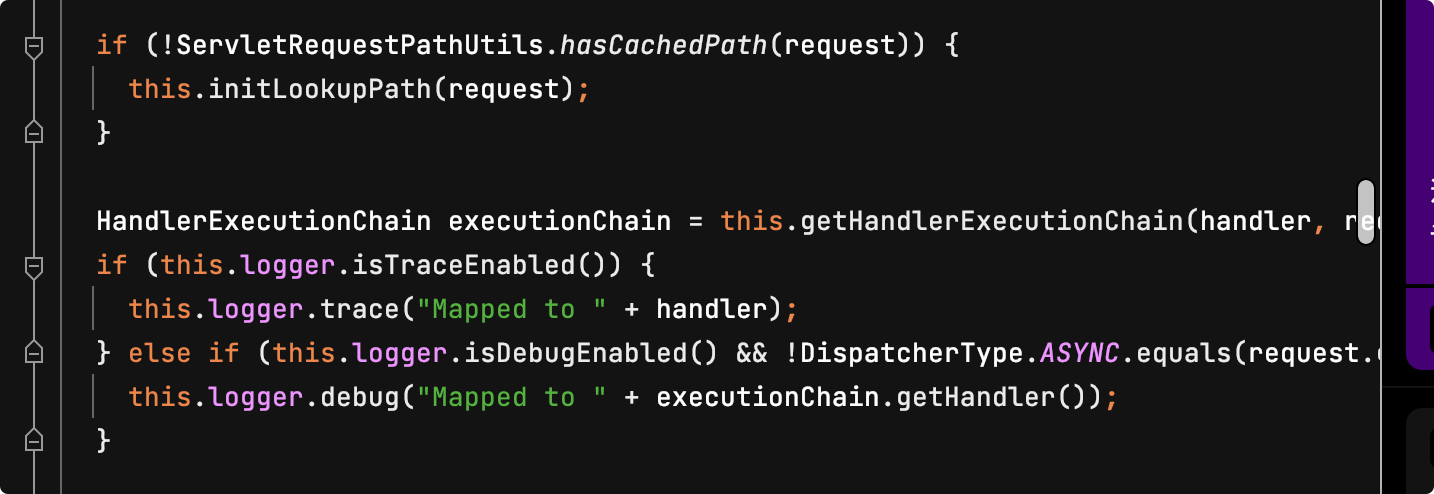 if (!ServletRequestPathUtils.hasCachedPath(request)) {
this.initLookupPath(request);
}
HandlerExecutionChain executionChain = this.getHandlerExecutionChain(handler,
if (this.logger.isTraceEnabled()) {
this.logger.trace("Mapped to " + handler);
} else if (this.logger.isDebugEnabled() && !DispatcherType.ASYNC.equals(request.
this.logger.debug("Mapped to " + executionChain.getHandler());
}